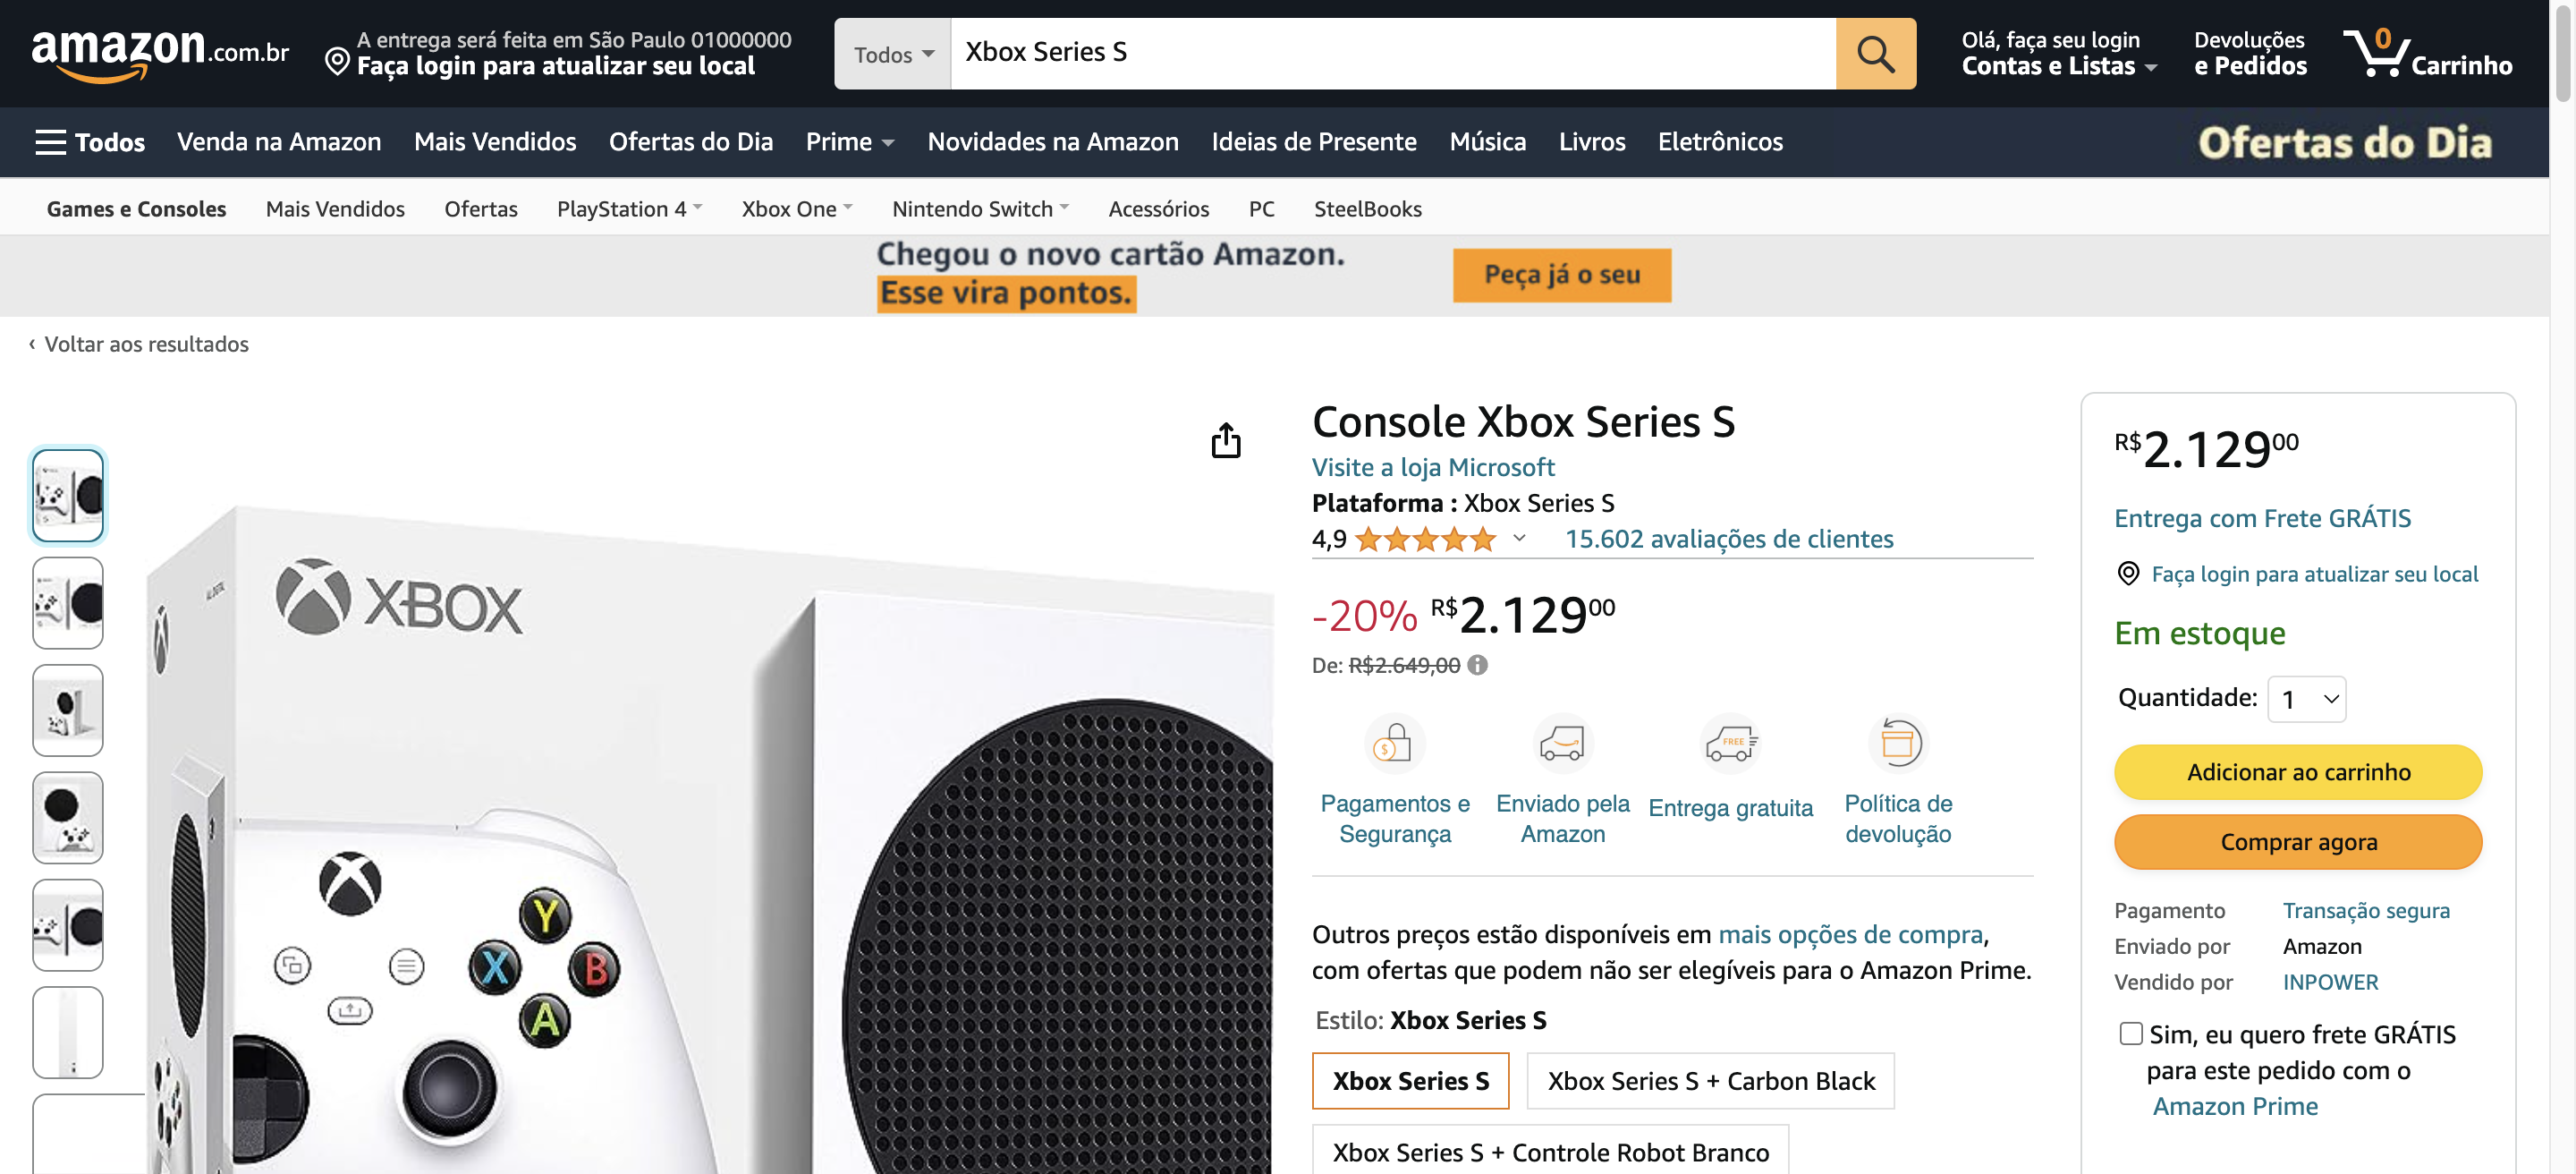 amazon.com.br
A entrega será feita em São Paulo 01000000
Faça login para atualizar seu local
Todos
Xbox Series S
Olá, faça seu login
Contas e Listas
Devoluções
e Pedidos
0
Carrinho
Todos
Venda na Amazon
Mais Vendidos
Ofertas do Dia
Prime
Novidades na Amazon
Ideias de Presente
Música
Livros
Eletrônicos
Ofertas do Dia
Games e Consoles
Mais Vendidos
Ofertas
PlayStation 4
Xbox One
Nintendo Switch
Acessórios
PC
SteelBooks
Chegou o novo cartão Amazon.
Esse vira pontos.
Peça já o seu
‹ Voltar aos resultados
XBOX
Y
X
B
A
Console Xbox Series S
Visite a loja Microsoft
Plataforma : Xbox Series S
4,9
15.602 avaliações de clientes
-20% R$2.12900
De: R$2.649,00
FREE
Pagamentos e
Segurança
Enviado pela
Amazon
Entrega gratuita
Política de
devolução
Outros preços estão disponíveis em mais opções de compra,
com ofertas que podem não ser elegíveis para o Amazon Prime.
Estilo: Xbox Series S
Xbox Series S
Xbox Series S + Carbon Black
Xbox Series S + Controle Robot Branco
R$2.12900
Entrega com Frete GRÁTIS
Faça login para atualizar seu local
Em estoque
Quantidade: 1
Adicionar ao carrinho
Comprar agora
Pagamento Transação segura
Enviado por Amazon
Vendido por INPOWER
Sim, eu quero frete GRÁTIS
para este pedido com o
Amazon Prime